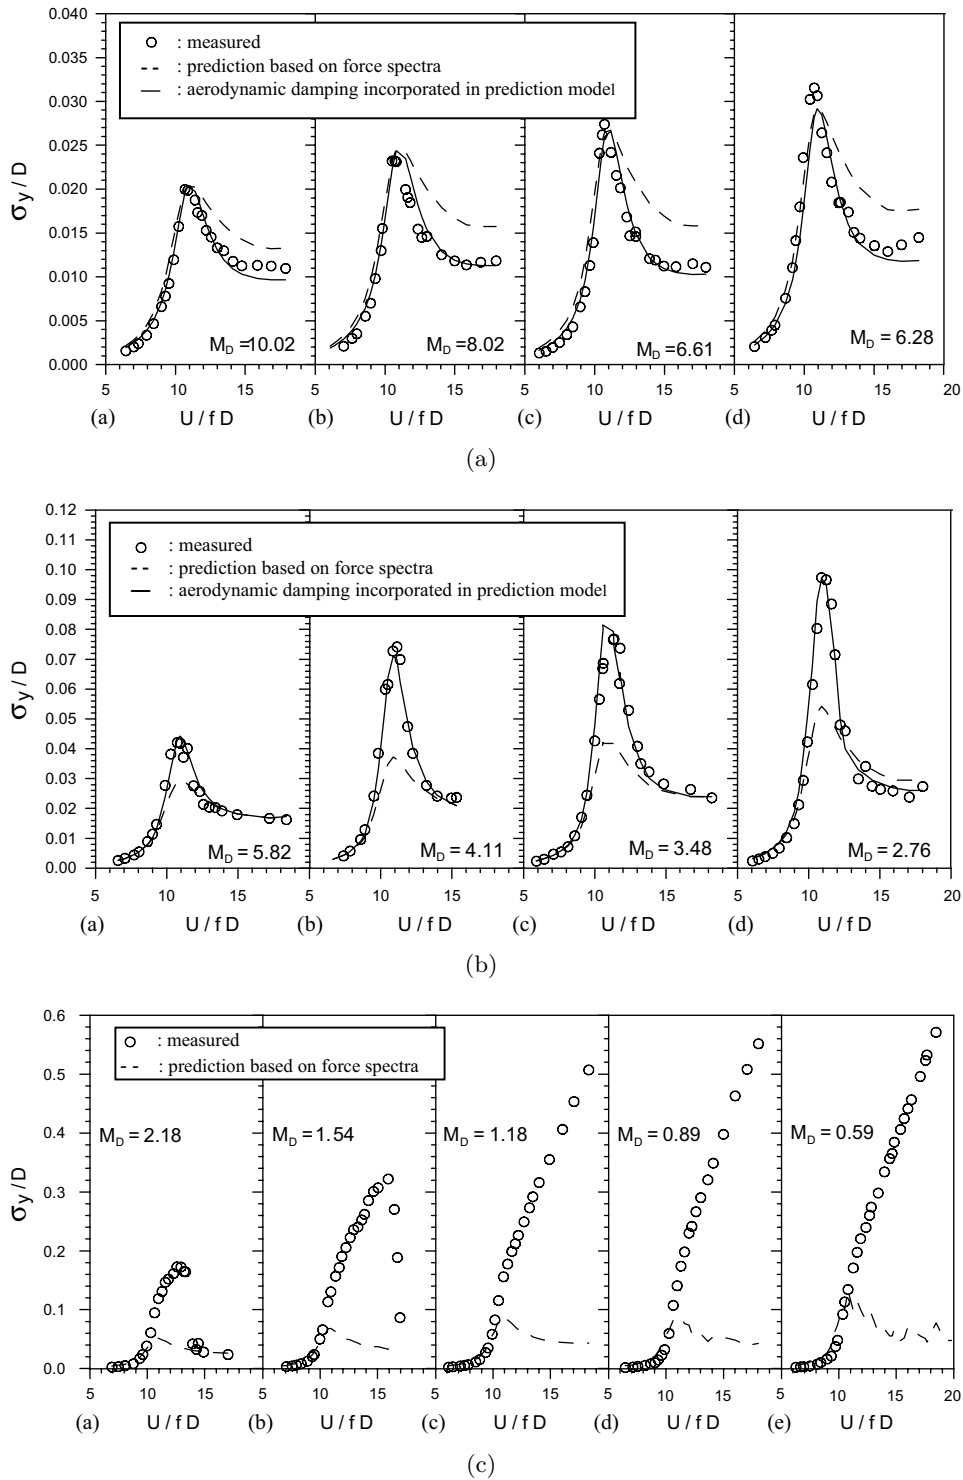 0.040
0.035
0.030
0.025
0.020
0.015
0.010
0.005
0.000
σy / D
: measured
: prediction based on force spectra
: aerodynamic damping incorporated in prediction model
MD =10.02
MD =8.02
MD = 6.61
MD = 6.28
5 10 15 5 10 15 5 10 15 5 10 15 20
(a) U / f D (b) U / f D (c) U / f D (d) U / f D
(a)
0.12
0.11
0.10
0.09
0.08
0.07
0.06
0.05
0.04
0.03
0.02
0.01
0.00
σy / D
: measured
: prediction based on force spectra
: aerodynamic damping incorporated in prediction model
MD = 5.82
MD = 4.11
MD = 3.48
MD = 2.76
5 10 15 5 10 15 5 10 15 5 10 15 20
(a) U / f D (b) U / f D (c) U / f D (d) U / f D
(b)
0.6
0.5
0.4
0.3
0.2
0.1
0.0
σy / D
: measured
: prediction based on force spectra
MD = 2.18
MD = 1.54
MD = 1.18
MD = 0.89
MD = 0.59
5 10 15 5 10 15 5 10 15 5 10 15 5 10 15 20
(a) U / f D (b) U / f D (c) U / f D (d) U / f D (e) U / f D
(c)